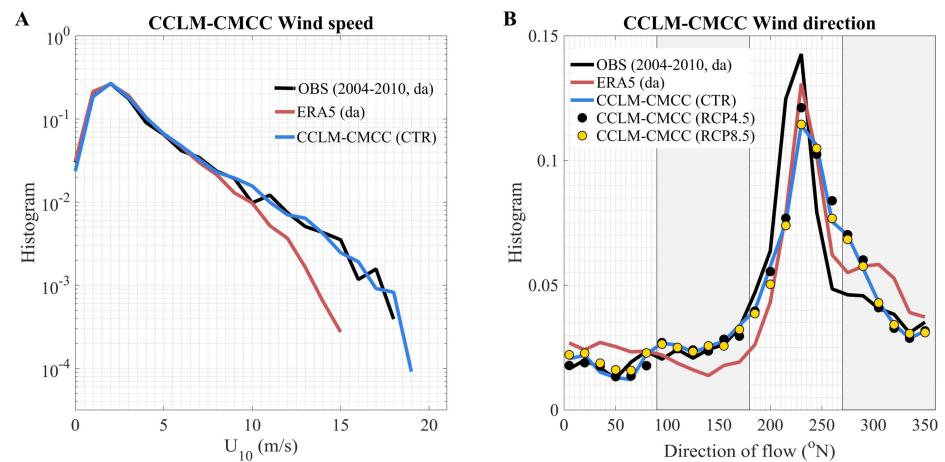 A
CCLM-CMCC Wind speed
10^0
10^-1
10^-2
10^-3
10^-4
Histogram
OBS (2004-2010, da)
ERA5 (da)
CCLM-CMCC (CTR)
0
5
10
15
20
U_10 (m/s)
B
CCLM-CMCC Wind direction
0.15
0.1
0.05
0
Histogram
OBS (2004-2010, da)
ERA5 (da)
CCLM-CMCC (CTR)
CCLM-CMCC (RCP4.5)
CCLM-CMCC (RCP8.5)
0
50
100
150
200
250
300
350
Direction of flow (°N)